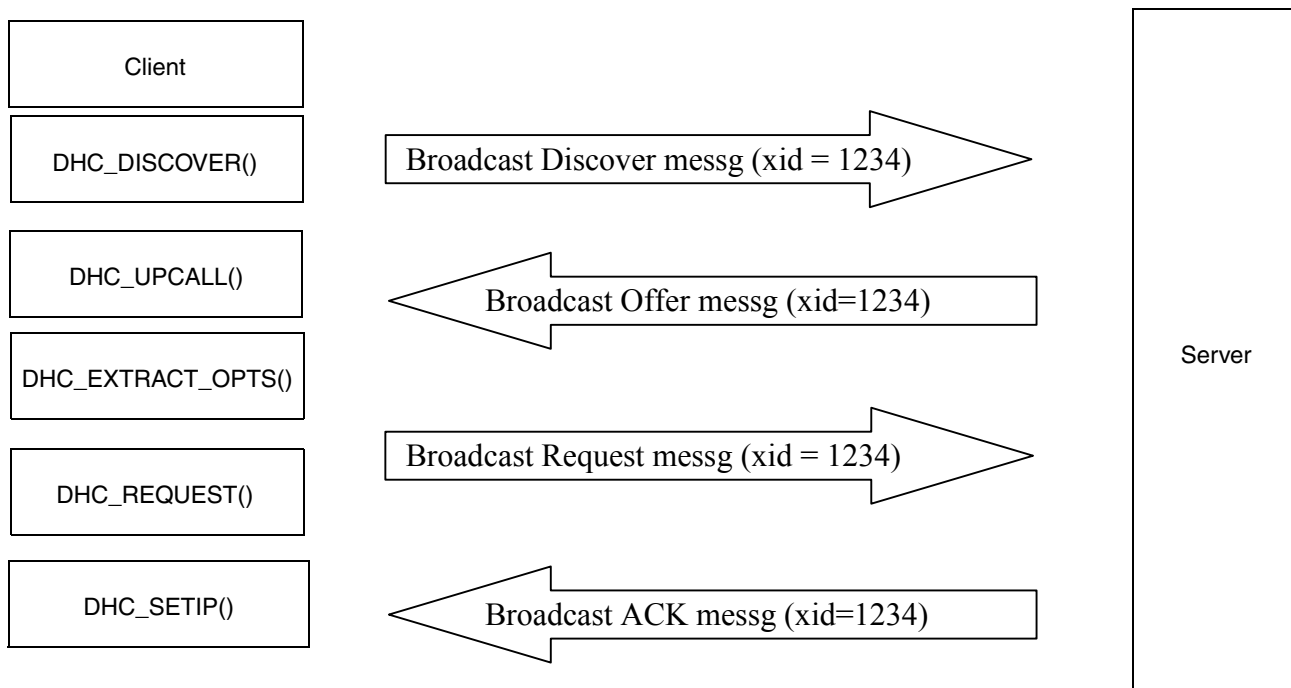 Client
DHC_DISCOVER()
Broadcast Discover messg (xid = 1234)
DHC_UPCALL()
Broadcast Offer messg (xid=1234)
DHC_EXTRACT_OPTS()
Server
Broadcast Request messg (xid = 1234)
DHC_REQUEST()
DHC_SETIP()
Broadcast ACK messg (xid=1234)